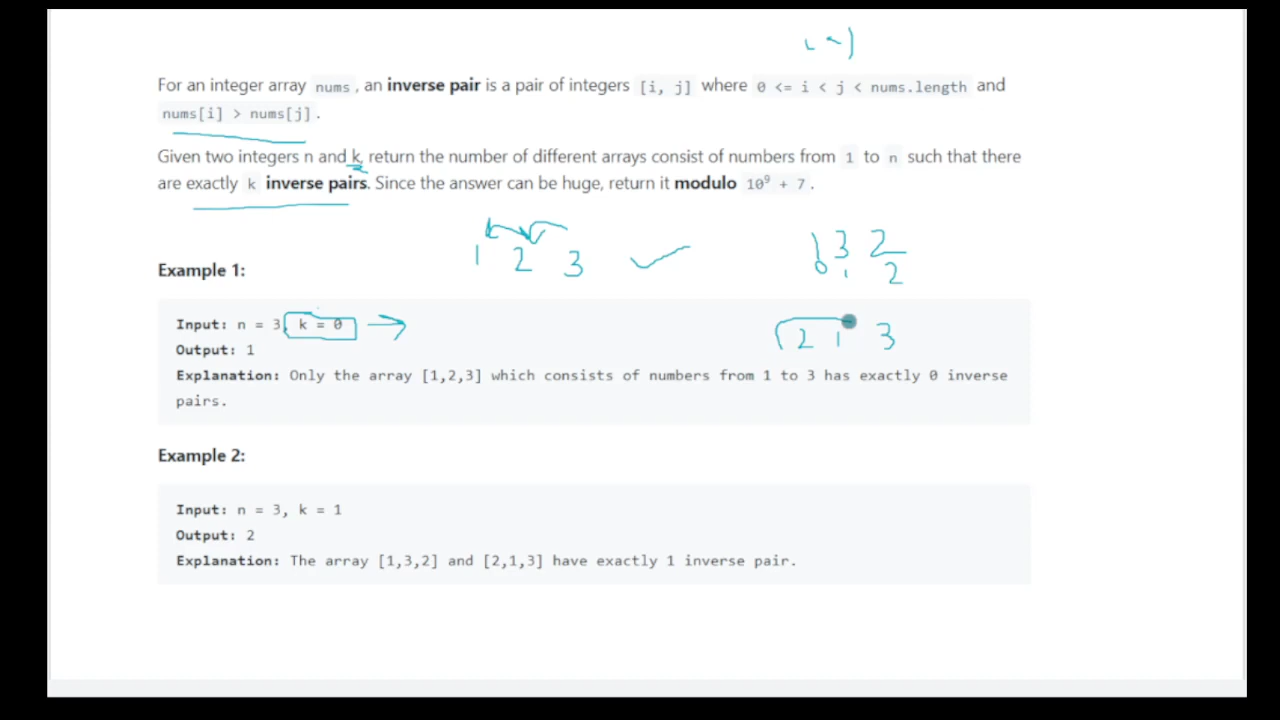 For an integer array nums, an inverse pair is a pair of integers [i, j] where 0 <= i < j < nums.length and
nums[i] > nums[j].
Given two integers n and k, return the number of different arrays consist of numbers from 1 to n such that there
are exactly k inverse pairs. Since the answer can be huge, return it modulo 10⁹ + 7.
1 2 3
1 3 2
0 1 2
Example 1:
Input: n = 3, k = 0
Output: 1
2 1 3
Explanation: Only the array [1,2,3] which consists of numbers from 1 to 3 has exactly 0 inverse
pairs.
Example 2:
Input: n = 3, k = 1
Output: 2
Explanation: The array [1,3,2] and [2,1,3] have exactly 1 inverse pair.